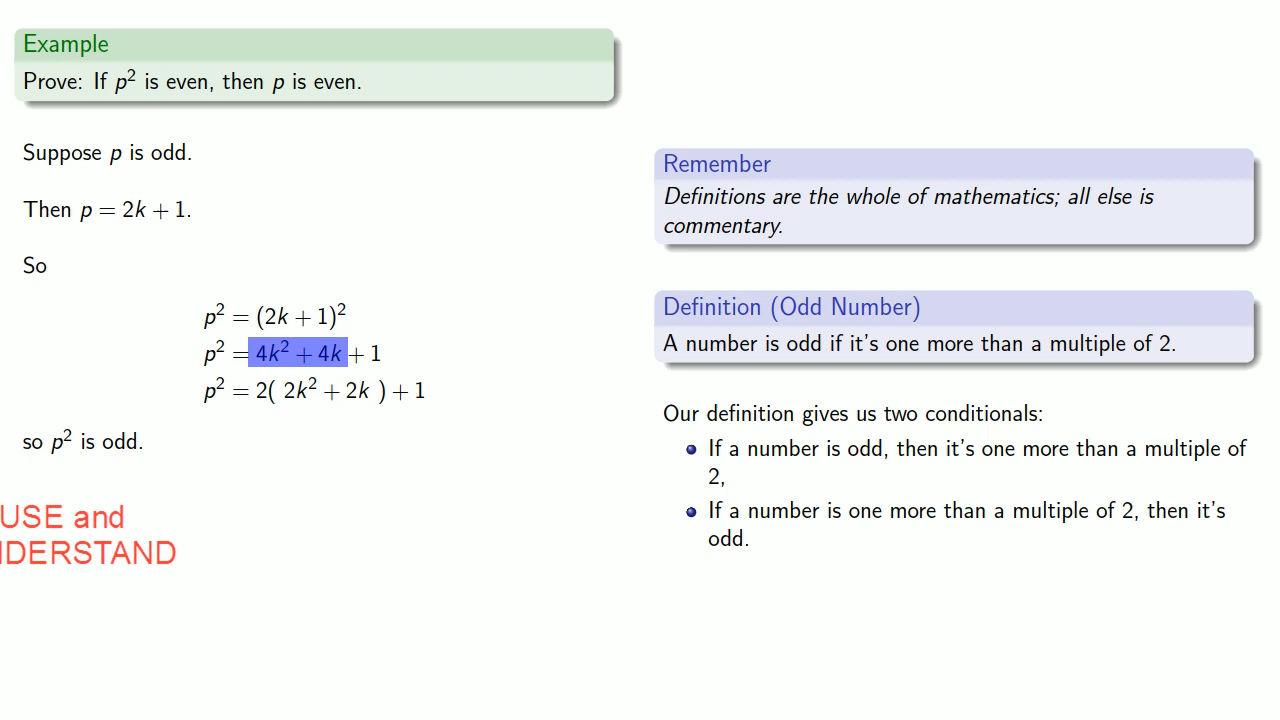 Example
Prove: If p² is even, then p is even.
Suppose p is odd.
Then p = 2k + 1.
So
p² = (2k + 1)²
p² = 4k² + 4k + 1
p² = 2( 2k² + 2k ) + 1
so p² is odd.
USE and
DERSTAND
Remember
Definitions are the whole of mathematics; all else is
commentary.
Definition (Odd Number)
A number is odd if it's one more than a multiple of 2.
Our definition gives us two conditionals:
If a number is odd, then it's one more than a multiple of
2,
If a number is one more than a multiple of 2, then it's
odd.